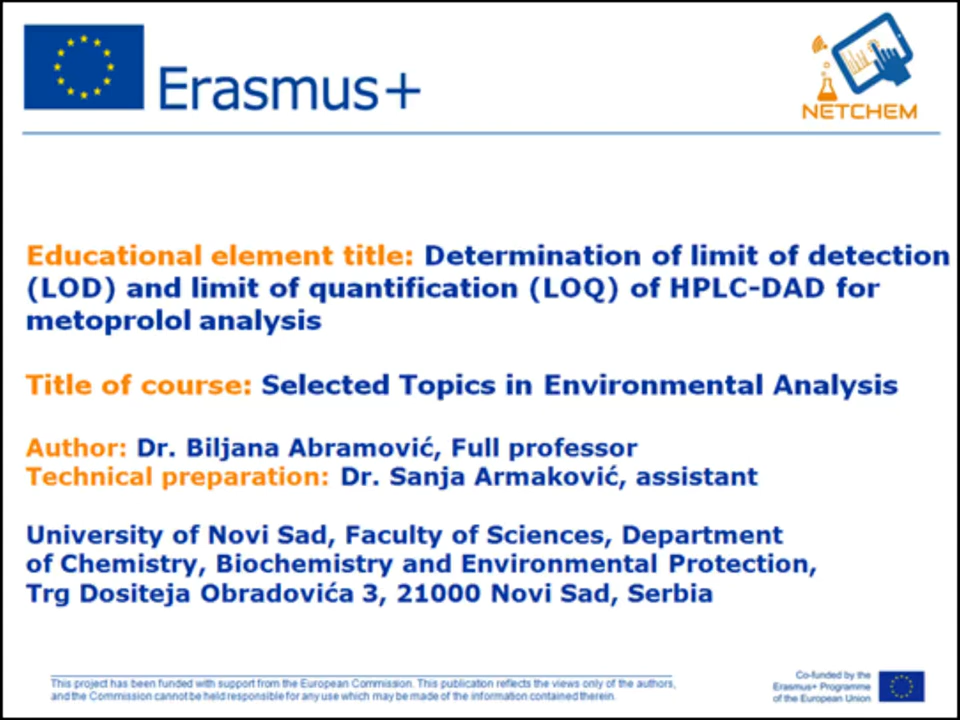 Erasmus+
NETCHEM
Educational element title: Determination of limit of detection
(LOD) and limit of quantification (LOQ) of HPLC-DAD for
metoprolol analysis
Title of course: Selected Topics in Environmental Analysis
Author: Dr. Biljana Abramović, Full professor
Technical preparation: Dr. Sanja Armaković, assistant
University of Novi Sad, Faculty of Sciences, Department
of Chemistry, Biochemistry and Environmental Protection,
Trg Dositeja Obradovića 3, 21000 Novi Sad, Serbia
This project has been funded with support from the European Commission. This publication reflects the views only of the authors,
and the Commission cannot be held responsible for any use which may be made of the information contained therein.
Co-funded by the
Erasmus+ Programme
of the European Union